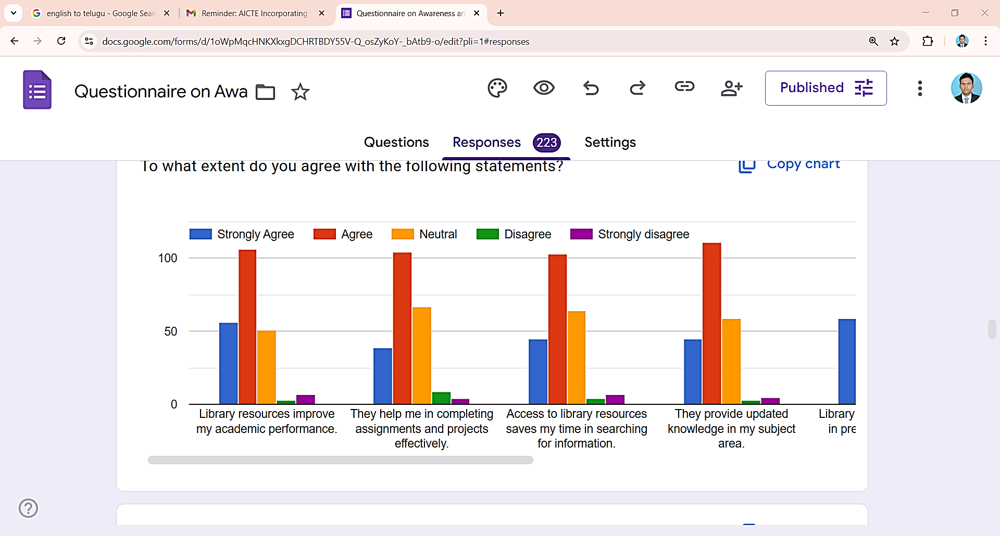 english to telugu - Google Sear
Reminder: AICTE Incorporating
Questionnaire on Awareness an
docs.google.com/forms/d/1oWpMqcHNKXkxgDCHRTBDY55V-Q_osZyKoY-_bAtb9-o/edit?pli=1#responses
Questionnaire on Awa
Published
Questions Responses 223 Settings
To what extent do you agree with the following statements?
Copy chart
Strongly Agree Agree Neutral Disagree Strongly disagree
100
50
0
Library resources improve
my academic performance.
They help me in completing
assignments and projects
effectively.
Access to library resources
saves my time in searching
for information.
They provide updated
knowledge in my subject
area.
Library
in pre